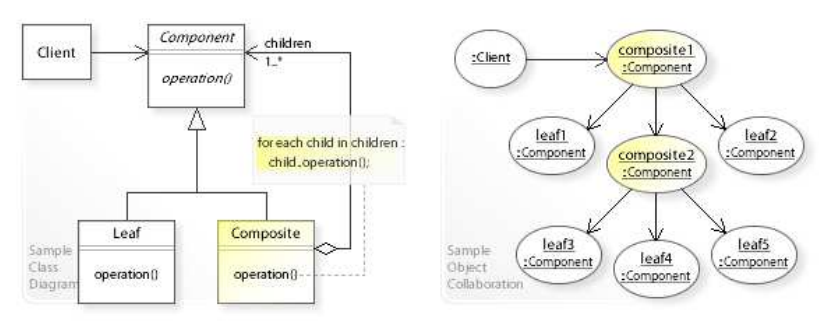 Client
Component
operation()
children
1..*
for each child in children :
child.operation();
Leaf
operation()
Composite
operation()
Sample
Class
Diagram
:Client
composite1
:Component
leaf1
:Component
composite2
:Component
leaf2
:Component
leaf3
:Component
leaf4
:Component
leaf5
:Component
Sample
Object
Collaboration